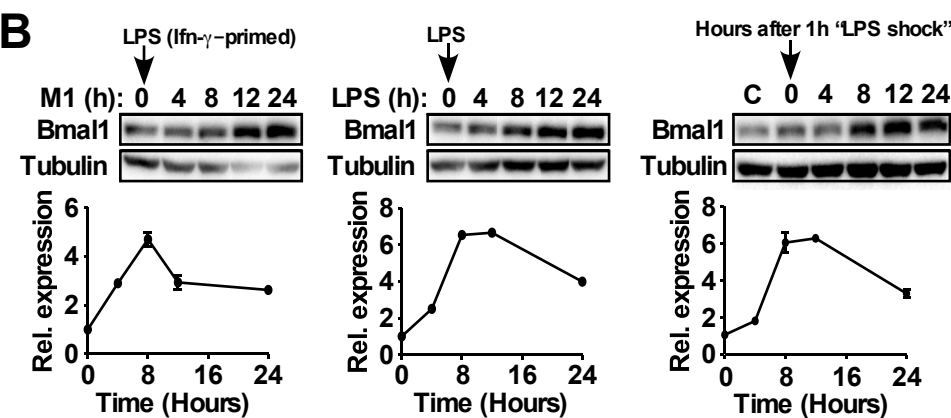 B
LPS (Ifn-γ-primed)
M1 (h): 0 4 8 12 24
Bmal1
Tubulin
Rel. expression
6
4
2
0
0 8 16 24
Time (Hours)
LPS
LPS (h): 0 4 8 12 24
Bmal1
Tubulin
Rel. expression
8
6
4
2
0
0 8 16 24
Time (Hours)
Hours after 1h “LPS shock”
C 0 4 8 12 24
Bmal1
Tubulin
Rel. expression
8
6
4
2
0
0 8 16 24
Time (Hours)